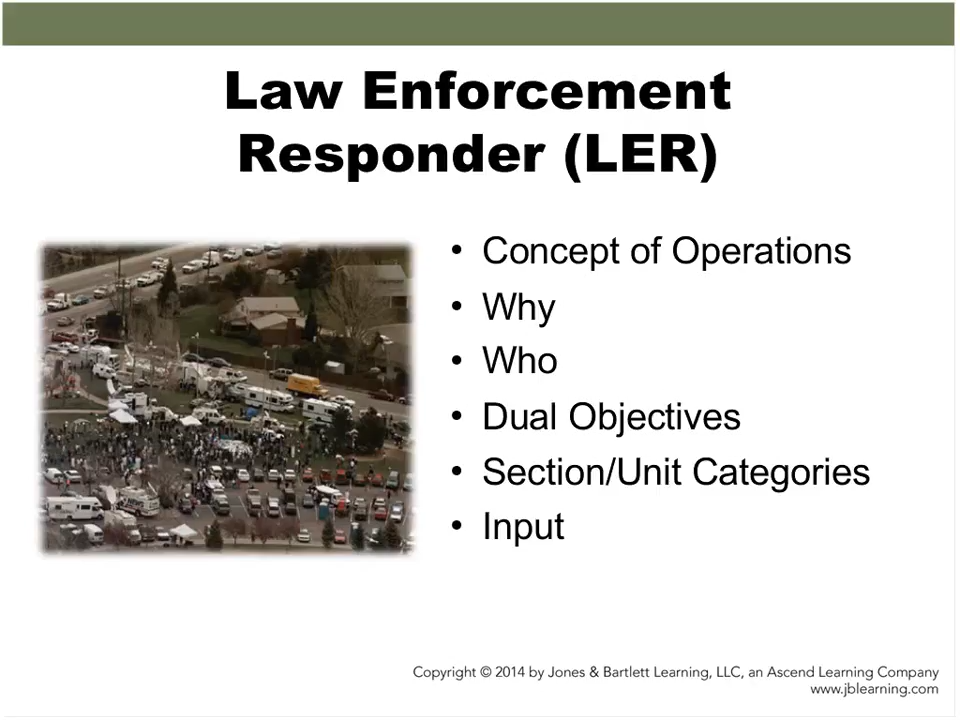 Law Enforcement
Responder (LER)
• Concept of Operations
• Why
• Who
• Dual Objectives
• Section/Unit Categories
• Input
Copyright © 2014 by Jones & Bartlett Learning, LLC, an Ascend Learning Company
www.jblearning.com